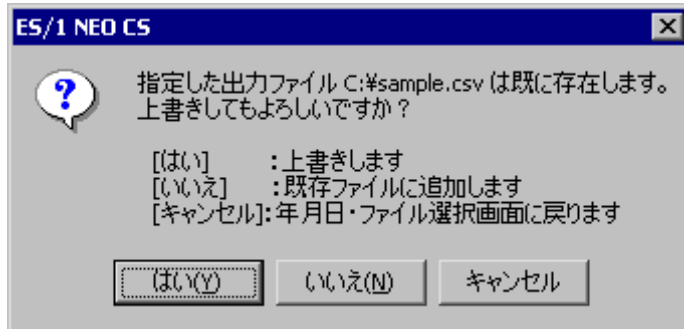 ES/1 NEO CS
指定した出力ファイル C:¥sample.csv は既に存在します。
上書きしてもよろしいですか？
[はい]　　：上書きします
[いいえ]　：既存ファイルに追加します
[キャンセル]：年月日・ファイル選択画面に戻ります
はい(Y)　いいえ(N)　キャンセル